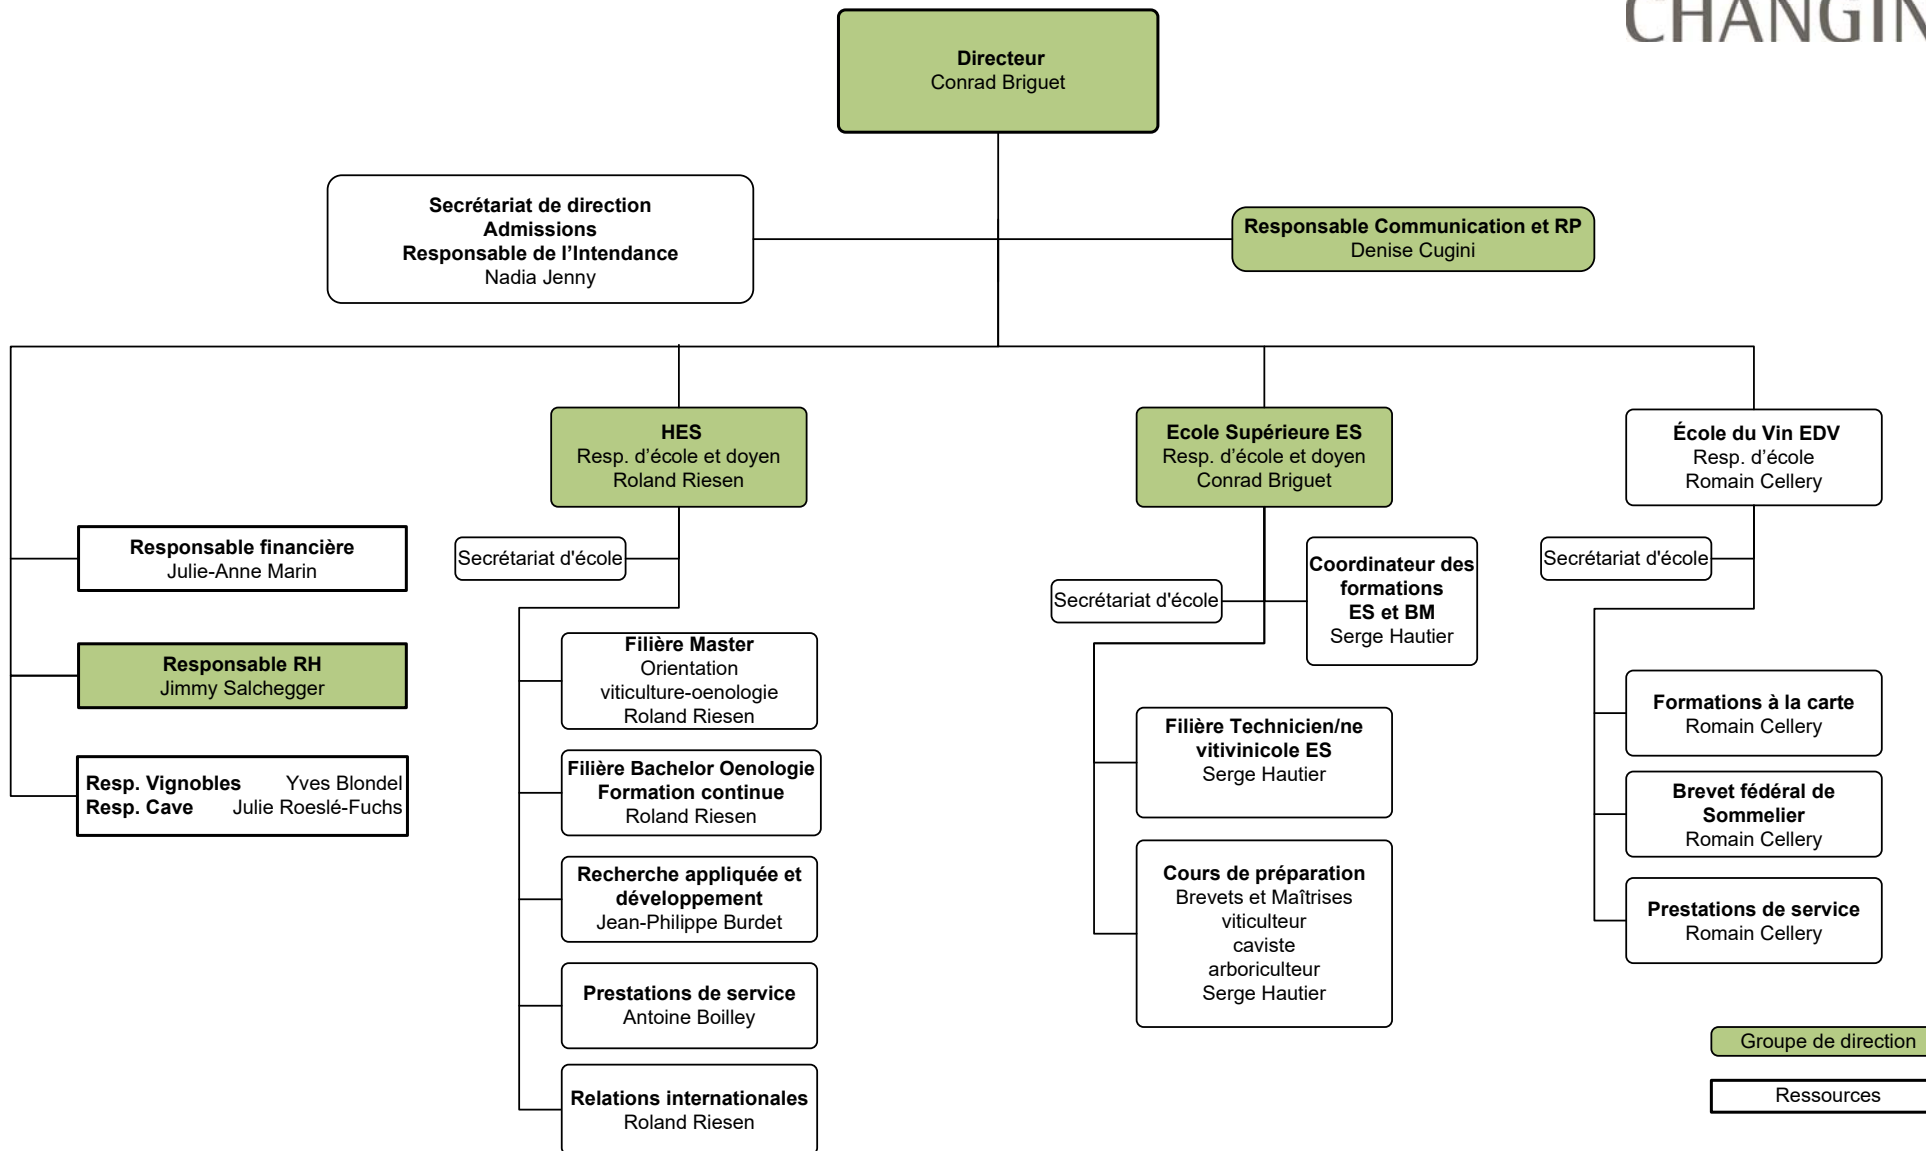 CHANGIN
Directeur
Conrad Briguet
Secrétariat de direction
Admissions
Responsable de l'Intendance
Nadia Jenny
Responsable Communication et RP
Denise Cugini
HES
Resp. d'école et doyen
Roland Riesen
Ecole Supérieure ES
Resp. d'école et doyen
Conrad Briguet
École du Vin EDV
Resp. d'école
Romain Cellery
Responsable financière
Julie-Anne Marin
Responsable RH
Jimmy Salchegger
Resp. Vignobles Yves Blondel
Resp. Cave Julie Roeslé-Fuchs
Secrétariat d'école
Filière Master
Orientation
viticulture-oenologie
Roland Riesen
Filière Bachelor Oenologie
Formation continue
Roland Riesen
Recherche appliquée et
développement
Jean-Philippe Burdet
Prestations de service
Antoine Boilley
Relations internationales
Roland Riesen
Secrétariat d'école
Coordinateur des
formations
ES et BM
Serge Hautier
Filière Technicien/ne
vitivinicole ES
Serge Hautier
Cours de préparation
Brevets et Maîtrises
viticulteur
caviste
arboriculteur
Serge Hautier
Secrétariat d'école
Formations à la carte
Romain Cellery
Brevet fédéral de
Sommelier
Romain Cellery
Prestations de service
Romain Cellery
Groupe de direction
Ressources